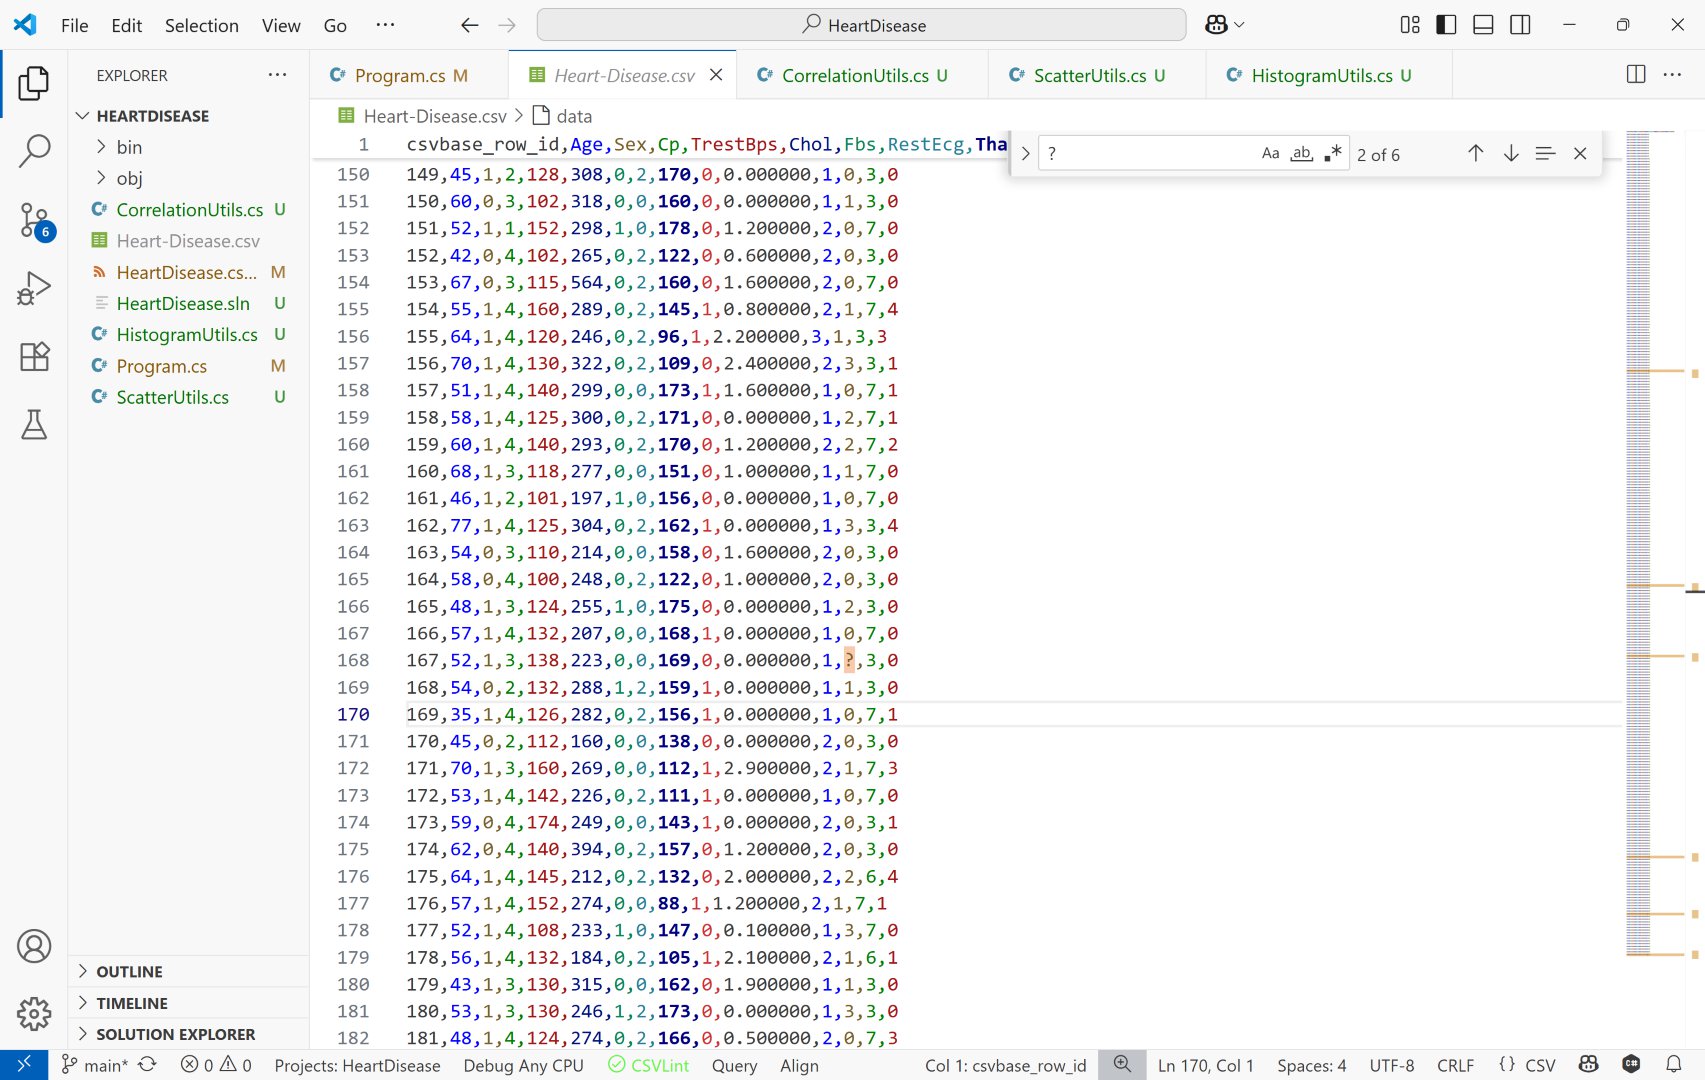 File Edit Selection View Go ··· HeartDisease
EXPLORER ···
HEARTDISEASE
bin
obj
CorrelationUtils.cs U
Heart-Disease.csv
HeartDisease.cs... M
HeartDisease.sln U
HistogramUtils.cs U
Program.cs M
ScatterUtils.cs U
OUTLINE
TIMELINE
SOLUTION EXPLORER
6
Program.cs M Heart-Disease.csv CorrelationUtils.cs U ScatterUtils.cs U HistogramUtils.cs U ···
Heart-Disease.csv > data
? Aa ab 2 of 6
1 csvbase_row_id,Age,Sex,Cp,TrestBps,Chol,Fbs,RestEcg,Tha
150 149,45,1,2,128,308,0,2,170,0,0.000000,1,0,3,0
151 150,60,0,3,102,318,0,0,160,0,0.000000,1,1,3,0
152 151,52,1,1,152,298,1,0,178,0,1.200000,2,0,7,0
153 152,42,0,4,102,265,0,2,122,0,0.600000,2,0,3,0
154 153,67,0,3,115,564,0,2,160,0,1.600000,2,0,7,0
155 154,55,1,4,160,289,0,2,145,1,0.800000,2,1,7,4
156 155,64,1,4,120,246,0,2,96,1,2.200000,3,1,3,3
157 156,70,1,4,130,322,0,2,109,0,2.400000,2,3,3,1
158 157,51,1,4,140,299,0,0,173,1,1.600000,1,0,7,1
159 158,58,1,4,125,300,0,2,171,0,0.000000,1,2,7,1
160 159,60,1,4,140,293,0,2,170,0,1.200000,2,2,7,2
161 160,68,1,3,118,277,0,0,151,0,1.000000,1,1,7,0
162 161,46,1,2,101,197,1,0,156,0,0.000000,1,0,7,0
163 162,77,1,4,125,304,0,2,162,1,0.000000,1,3,3,4
164 163,54,0,3,110,214,0,0,158,0,1.600000,2,0,3,0
165 164,58,0,4,100,248,0,2,122,0,1.000000,2,0,3,0
166 165,48,1,3,124,255,1,0,175,0,0.000000,1,2,3,0
167 166,57,1,4,132,207,0,0,168,1,0.000000,1,0,7,0
168 167,52,1,3,138,223,0,0,169,0,0.000000,1,?,3,0
169 168,54,0,2,132,288,1,2,159,1,0.000000,1,1,3,0
170 169,35,1,4,126,282,0,2,156,1,0.000000,1,0,7,1
171 170,45,0,2,112,160,0,0,138,0,0.000000,2,0,3,0
172 171,70,1,3,160,269,0,0,112,1,2.900000,2,1,7,3
173 172,53,1,4,142,226,0,2,111,1,0.000000,1,0,7,0
174 173,59,0,4,174,249,0,0,143,1,0.000000,2,0,3,1
175 174,62,0,4,140,394,0,2,157,0,1.200000,2,0,3,0
176 175,64,1,4,145,212,0,2,132,0,2.000000,2,2,6,4
177 176,57,1,4,152,274,0,0,88,1,1.200000,2,1,7,1
178 177,52,1,4,108,233,1,0,147,0,0.100000,1,3,7,0
179 178,56,1,4,132,184,0,2,105,1,2.100000,2,1,6,1
180 179,43,1,3,130,315,0,0,162,0,1.900000,1,1,3,0
181 180,53,1,3,130,246,1,2,173,0,0.000000,1,3,3,0
182 181,48,1,4,124,274,0,2,166,0,0.500000,2,0,7,3
main* 0 0 Projects: HeartDisease Debug Any CPU CSVLint Query Align Col 1: csvbase_row_id Ln 170, Col 1 Spaces: 4 UTF-8 CRLF {} CSV